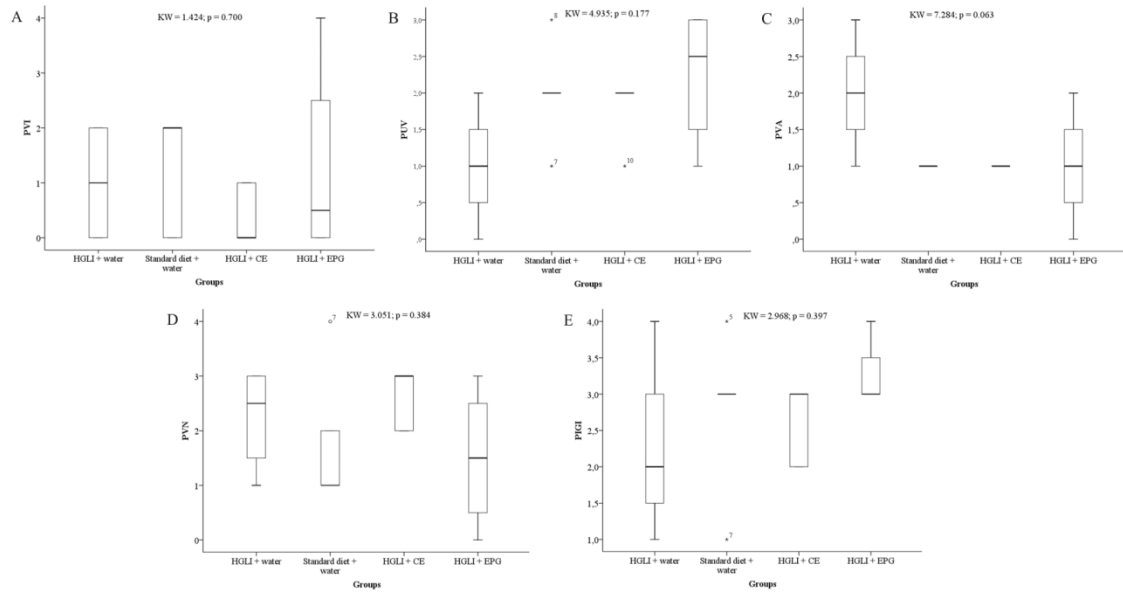 A
KW = 1.424; p = 0.700
4
3
2
1
0
PVI
HGLI + water
Standard diet +
water
HGLI + CE
HGLI + EPG
Groups
B
KW = 4.935; p = 0.177
3,0
2,5
2,0
1,5
1,0
,5
,0
PUV
8
7
10
HGLI + water
Standard diet +
water
HGLI + CE
HGLI + EPG
Groups
C
KW = 7.284; p = 0.063
3,0
2,5
2,0
1,5
1,0
,5
,0
PVA
HGLI + water
Standard diet +
water
HGLI + CE
HGLI + EPG
Groups
D
KW = 3.051; p = 0.384
4
3
2
1
0
PVN
7
HGLI + water
Standard diet +
water
HGLI + CE
HGLI + EPG
Groups
E
KW = 2.968; p = 0.397
4,0
3,5
3,0
2,5
2,0
1,5
1,0
PIGI
5
7
HGLI + water
Standard diet +
water
HGLI + CE
HGLI + EPG
Groups